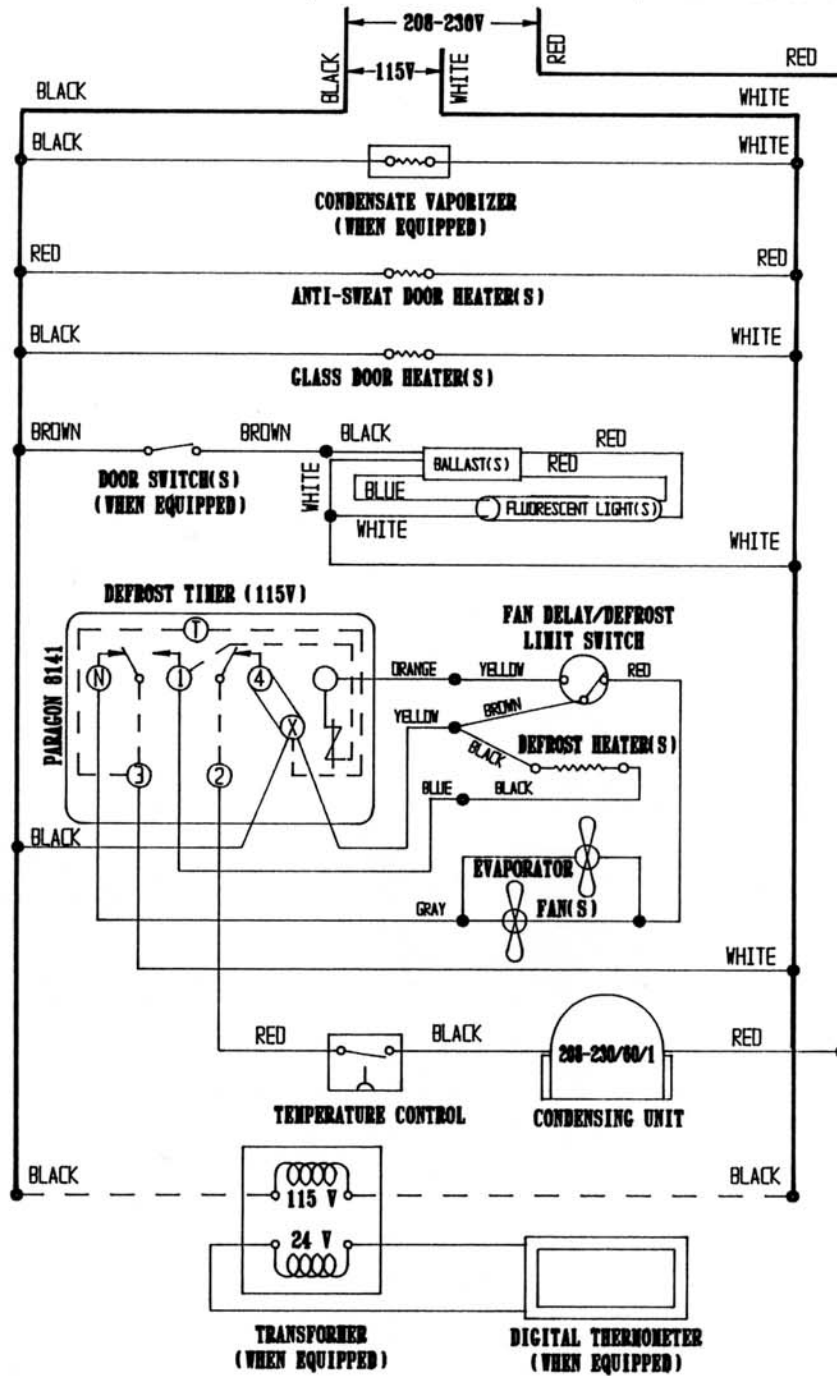 208-230V
115V
BLACK
WHITE
RED
RED
BLACK
WHITE
BLACK
WHITE
CONDENSATE VAPORIZER
(WHEN EQUIPPED)
RED
RED
ANTI-SWEAT DOOR HEATER(S)
BLACK
WHITE
GLASS DOOR HEATER(S)
BROWN
BROWN
BLACK
RED
BALLAST(S)
RED
DOOR SWITCH(S)
(WHEN EQUIPPED)
WHITE
BLUE
FLUORESCENT LIGHT(S)
WHITE
WHITE
DEFROST TIMER (115V)
FAN DELAY/DEFROST
LIMIT SWITCH
PARAGON 8141
T
N
1
4
ORANGE
YELLOW
RED
X
YELLOW
BROWN
DEFROST HEATER(S)
BLACK
3
2
BLUE
BLACK
BLACK
EVAPORATOR
FAN(S)
GRAY
WHITE
RED
BLACK
208-230/60/1
RED
TEMPERATURE CONTROL
CONDENSING UNIT
BLACK
BLACK
115 V
24 V
TRANSFORMER
(WHEN EQUIPPED)
DIGITAL THERMOMETER
(WHEN EQUIPPED)